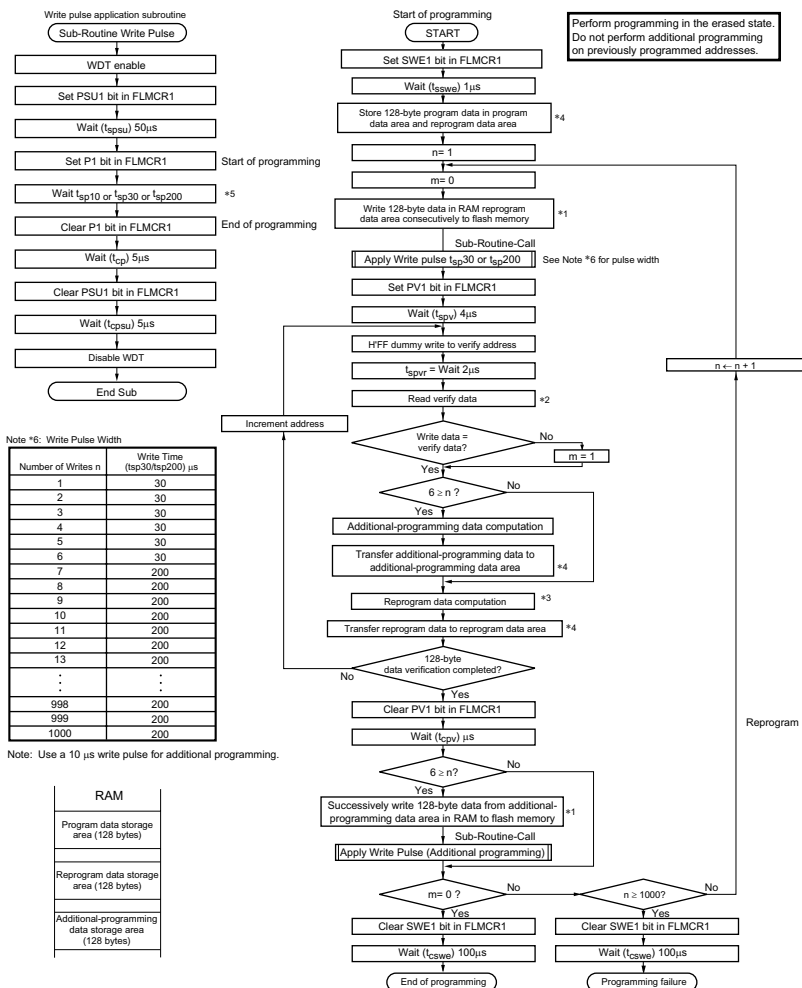 Write pulse application subroutine
Sub-Routine Write Pulse
WDT enable
Set PSU1 bit in FLMCR1
Wait (tspsu) 50μs
Set P1 bit in FLMCR1
Start of programming
Wait tsp10 or tsp30 or tsp200
*5
Clear P1 bit in FLMCR1
End of programming
Wait (tcp) 5μs
Clear PSU1 bit in FLMCR1
Wait (tcpsu) 5μs
Disable WDT
End Sub
Note *6: Write Pulse Width
Number of Writes n
Write Time
(tsp30/tsp200) μs
1 30
2 30
3 30
4 30
5 30
6 30
7 200
8 200
9 200
10 200
11 200
12 200
13 200
998 200
999 200
1000 200
Note: Use a 10 μs write pulse for additional programming.
RAM
Program data storage
area (128 bytes)
Reprogram data storage
area (128 bytes)
Additional-programming
data storage area
(128 bytes)
Start of programming
START
Set SWE1 bit in FLMCR1
Wait (tsswe) 1μs
Store 128-byte program data in program
data area and reprogram data area
*4
n= 1
m= 0
Write 128-byte data in RAM reprogram
data area consecutively to flash memory
*1
Sub-Routine-Call
Apply Write pulse tsp30 or tsp200
See Note *6 for pulse width
Set PV1 bit in FLMCR1
Wait (tspv) 4μs
H'FF dummy write to verify address
tspvr = Wait 2μs
Read verify data
*2
Increment address
Write data =
verify data?
No
m = 1
Yes
6 ≥ n ?
No
Yes
Additional-programming data computation
Transfer additional-programming data to
additional-programming data area
*4
Reprogram data computation
*3
Transfer reprogram data to reprogram data area
*4
128-byte
data verification completed?
No
Yes
Clear PV1 bit in FLMCR1
Wait (tcpv) μs
6 ≥ n?
No
Yes
Successively write 128-byte data from additional-
programming data area in RAM to flash memory
*1
Sub-Routine-Call
Apply Write Pulse (Additional programming)
m= 0 ?
No
Yes
Clear SWE1 bit in FLMCR1
Wait (tcswe) 100μs
End of programming
n ≥ 1000?
No
Yes
Clear SWE1 bit in FLMCR1
Wait (tcswe) 100μs
Programming failure
n ← n + 1
Reprogram
Perform programming in the erased state.
Do not perform additional programming
on previously programmed addresses.